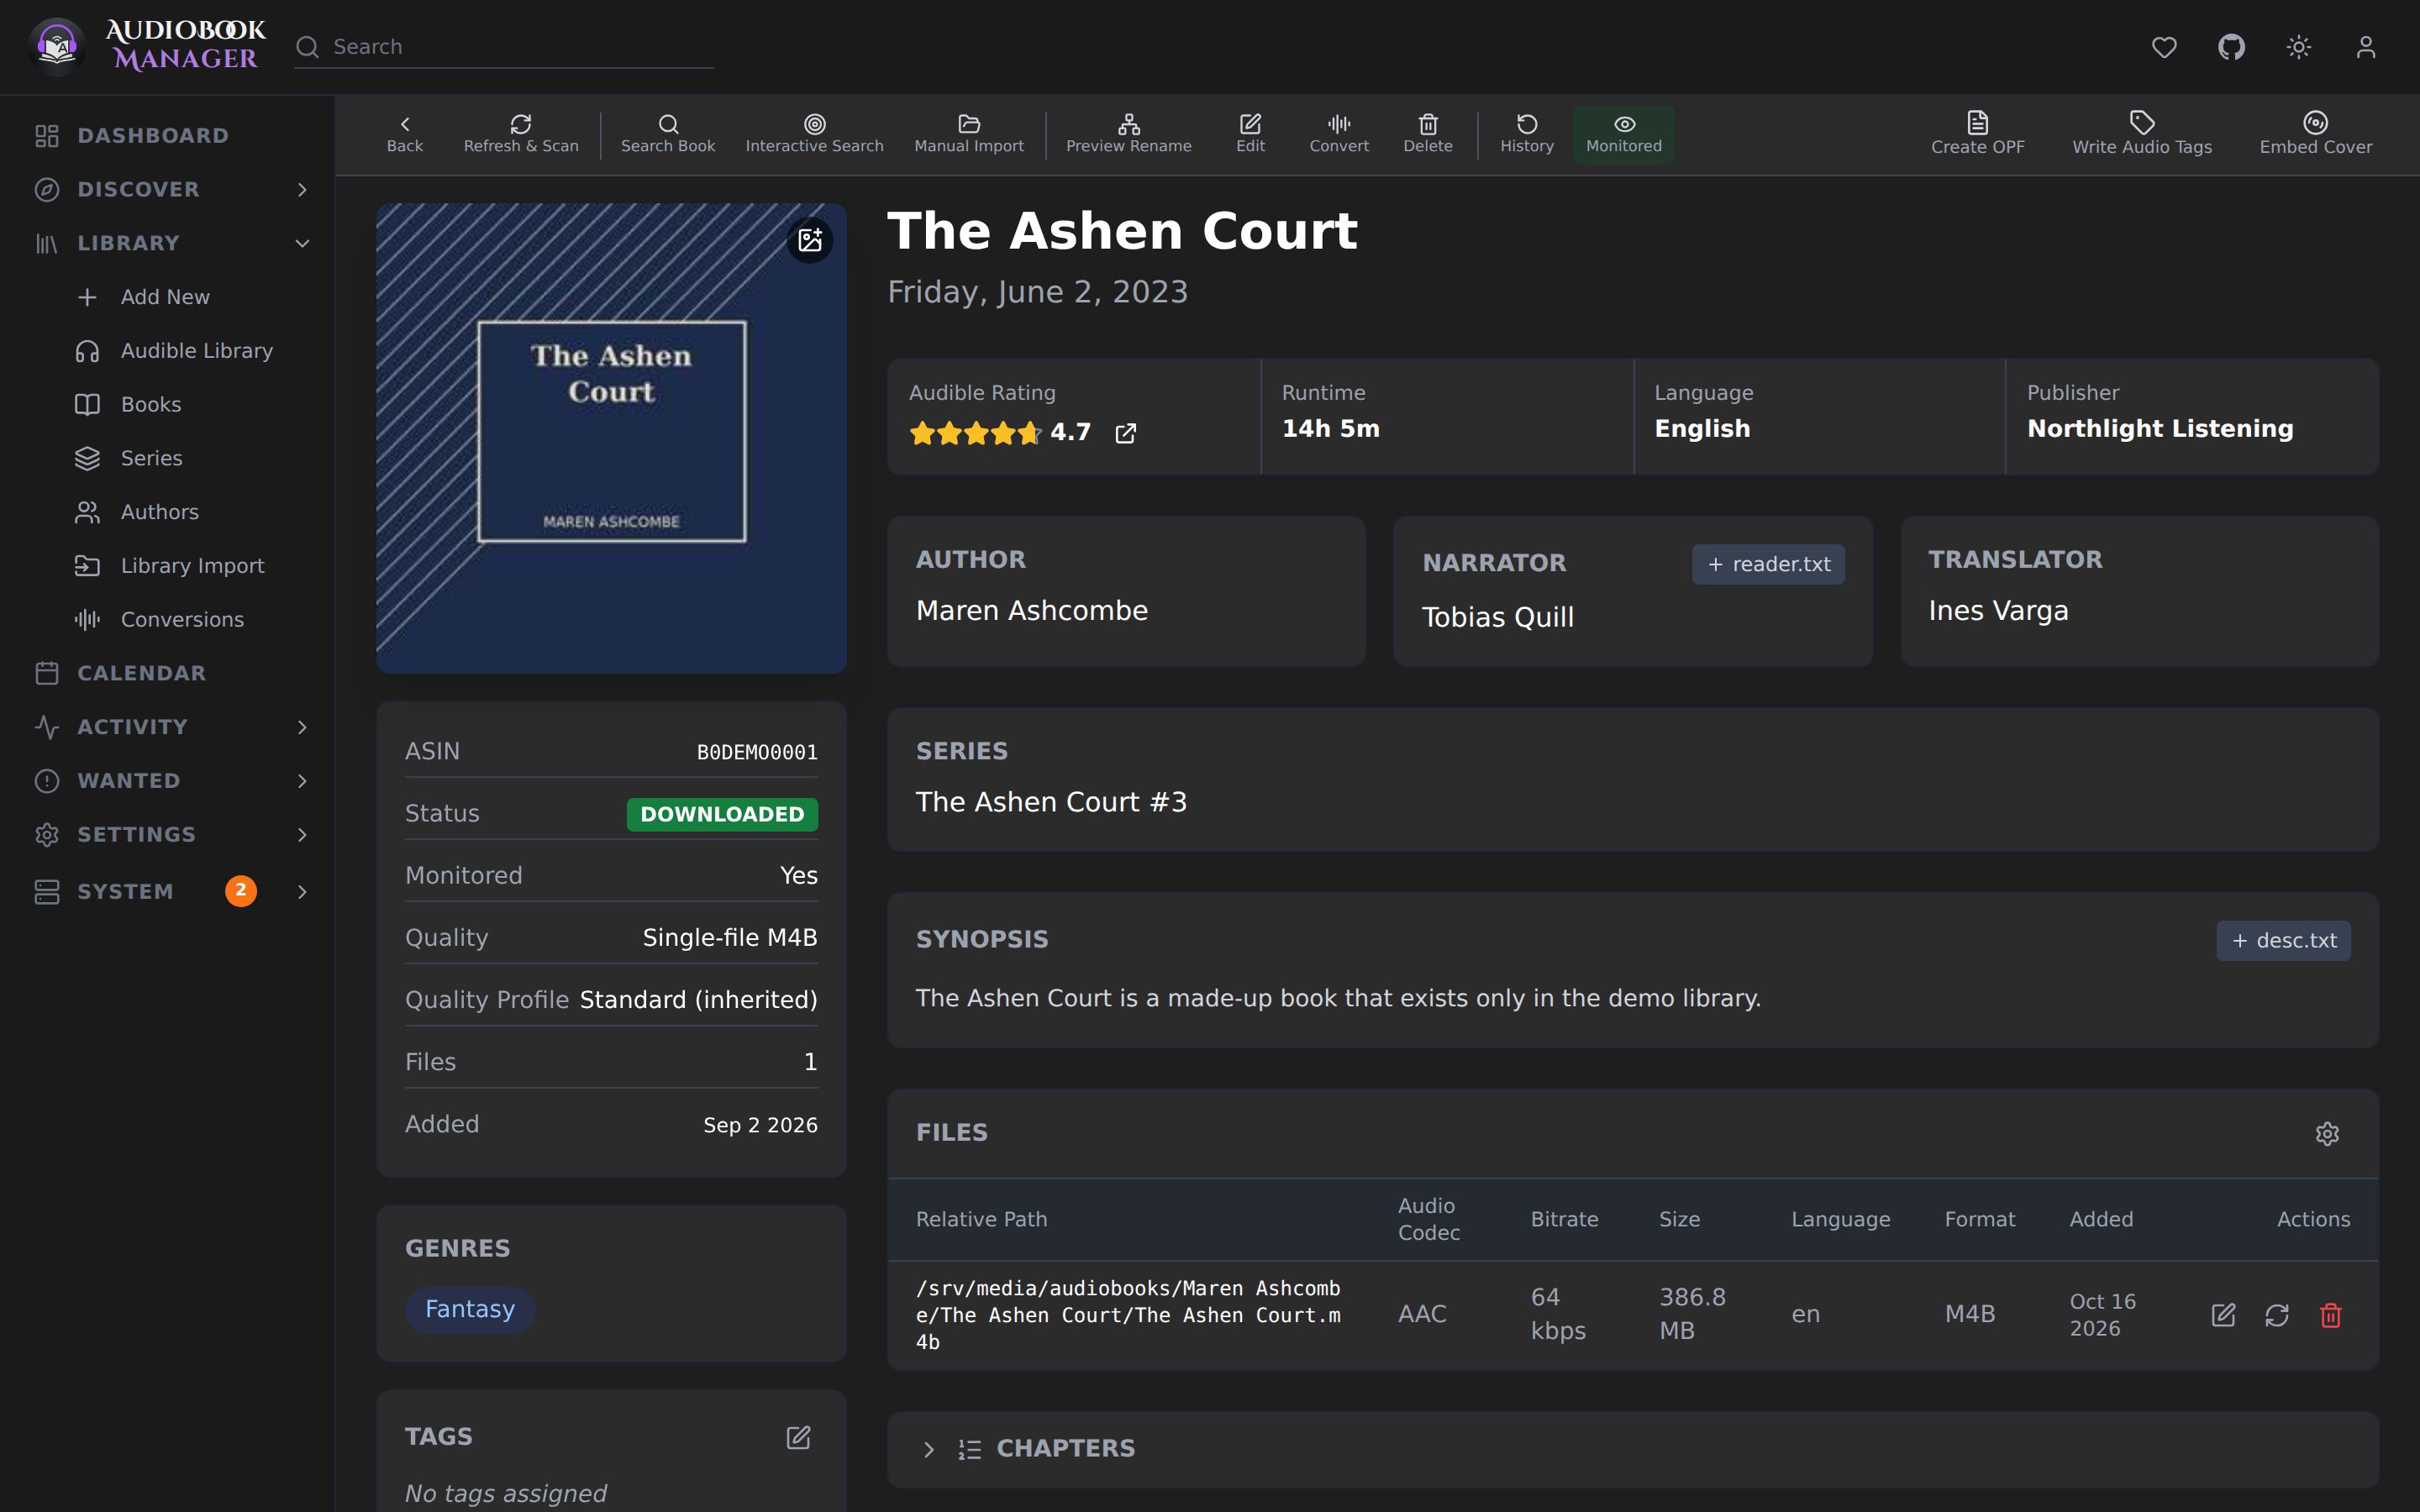 AUDIOBOOK
MANAGER
Search
DASHBOARD
DISCOVER
LIBRARY
Add New
Audible Library
Books
Series
Authors
Library Import
Conversions
CALENDAR
ACTIVITY
WANTED
SETTINGS
SYSTEM 2
Back Refresh & Scan Search Book Interactive Search Manual Import Preview Rename Edit Convert Delete History Monitored Create OPF Write Audio Tags Embed Cover
The Ashen
Court
MAREN ASHCOMBE
ASIN B0DEMO0001
Status DOWNLOADED
Monitored Yes
Quality Single-file M4B
Quality Profile Standard (inherited)
Files 1
Added Sep 2 2026
GENRES
Fantasy
TAGS
No tags assigned
The Ashen Court
Friday, June 2, 2023
Audible Rating
4.7
Runtime
14h 5m
Language
English
Publisher
Northlight Listening
AUTHOR
Maren Ashcombe
NARRATOR + reader.txt
Tobias Quill
TRANSLATOR
Ines Varga
SERIES
The Ashen Court #3
SYNOPSIS + desc.txt
The Ashen Court is a made-up book that exists only in the demo library.
FILES
Relative Path Audio Codec Bitrate Size Language Format Added Actions
/srv/media/audiobooks/Maren Ashcomb
e/The Ashen Court/The Ashen Court.m
4b
AAC
64
kbps
386.8
MB
en
M4B
Oct 16
2026
CHAPTERS